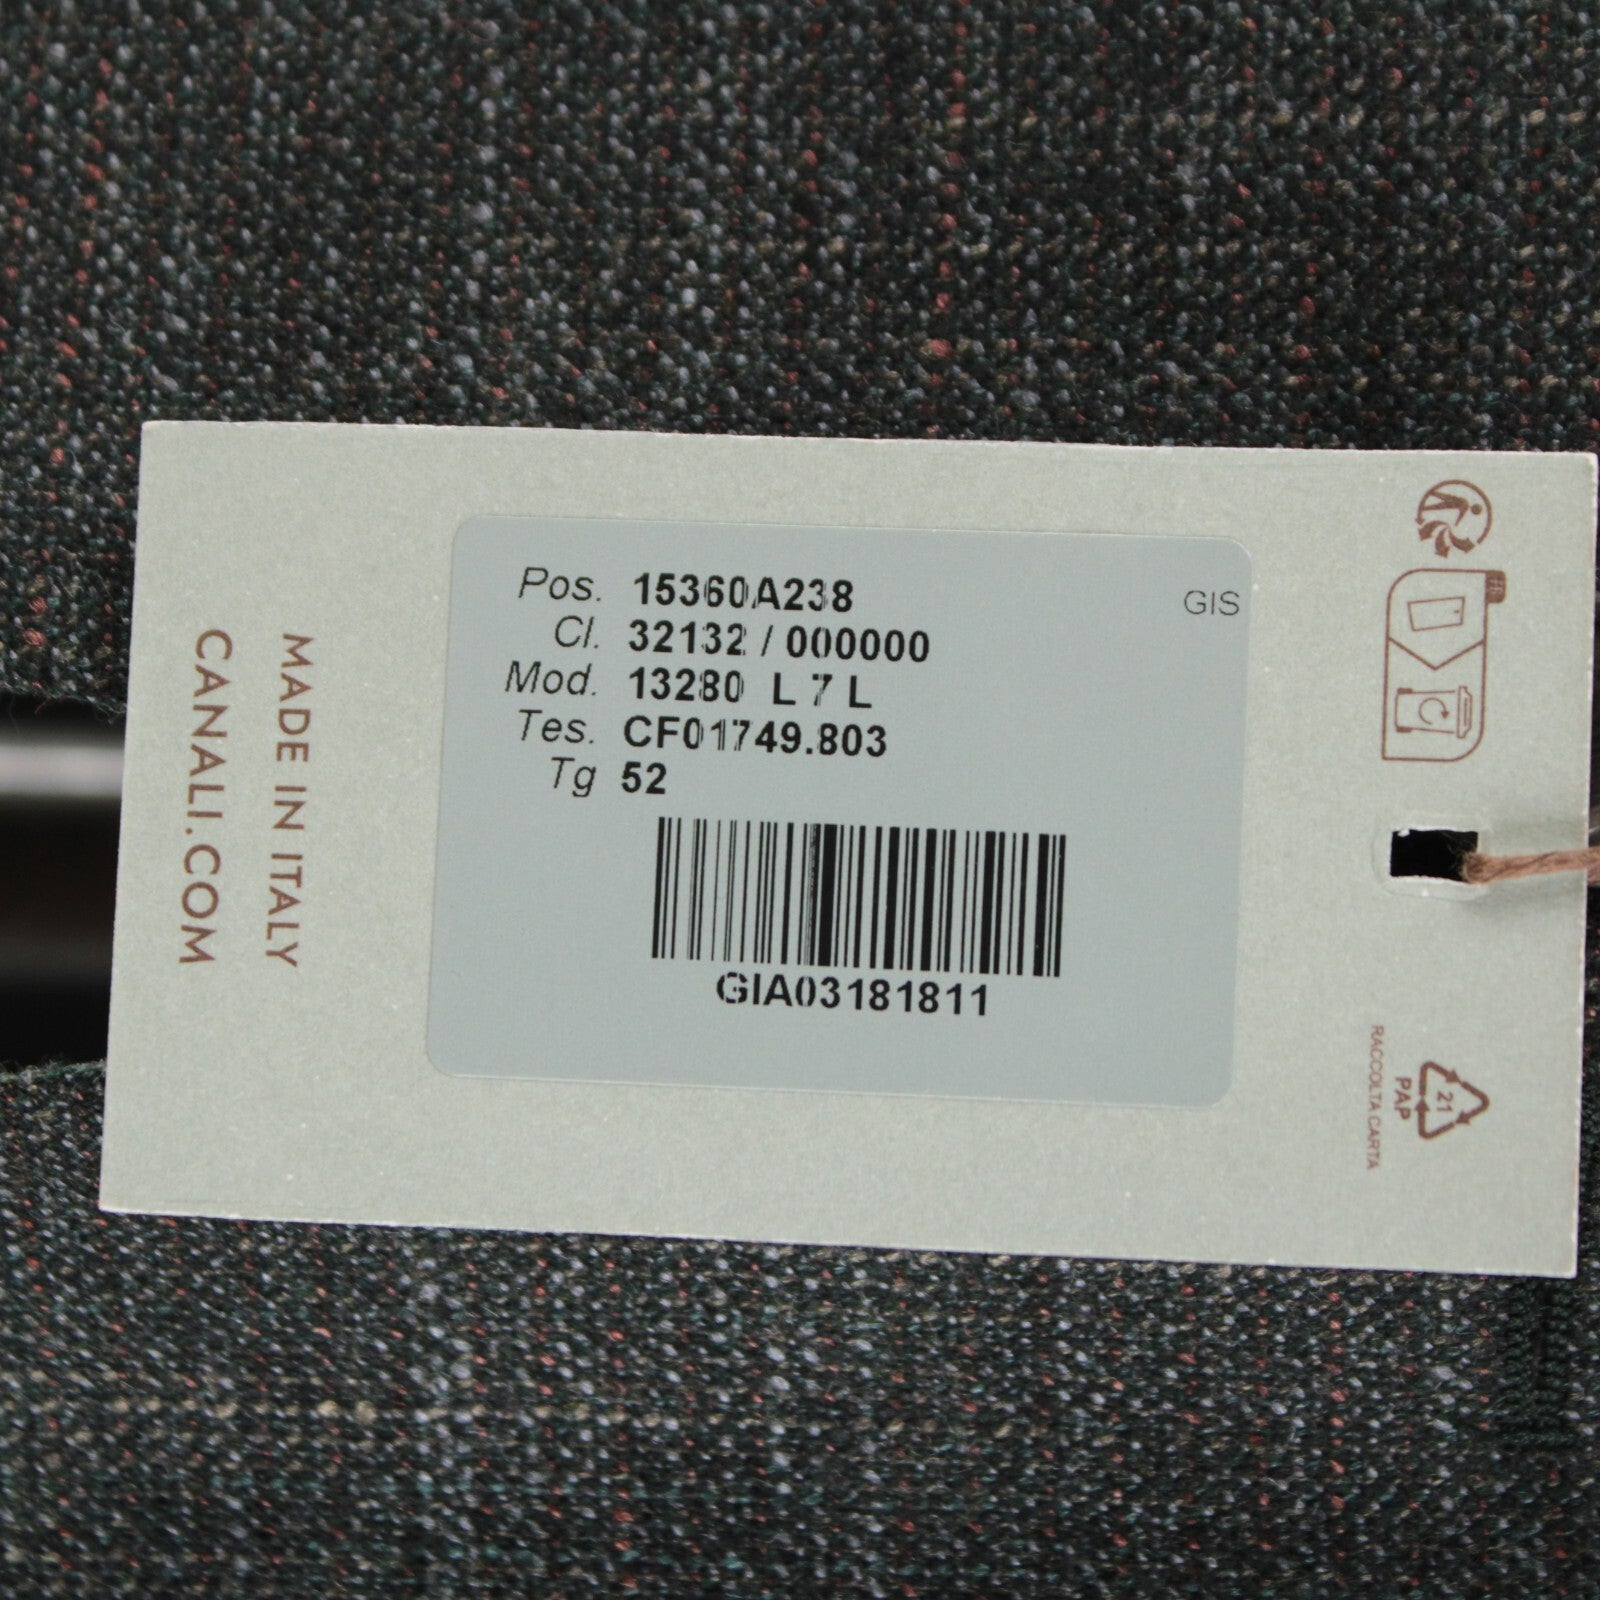 MADE IN ITALY
CANALI.COM
Pos. 15360A238
GIS
Cl. 32132 / 000000
Mod. 13280 L 7 L
Tes. CF01749.803
Tg 52
GIA03181811
21
PAP
RACCOLTA CARTA